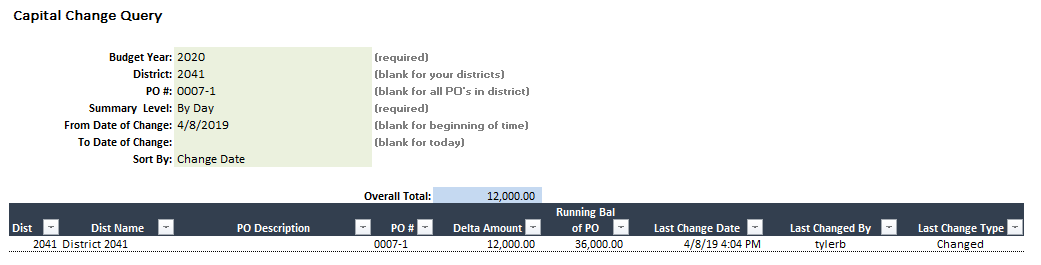 Capital Change Query
Budget Year: 2020 (required)
District: 2041 (blank for your districts)
PO #: 0007-1 (blank for all PO's in district)
Summary Level: By Day (required)
From Date of Change: 4/8/2019 (blank for beginning of time)
To Date of Change: (blank for today)
Sort By: Change Date
Overall Total: 12,000.00
Dist Dist Name PO Description PO # Delta Amount Running Bal of PO Last Change Date Last Changed By Last Change Type
2041 District 2041 0007-1 12,000.00 36,000.00 4/8/19 4:04 PM tylerb Changed